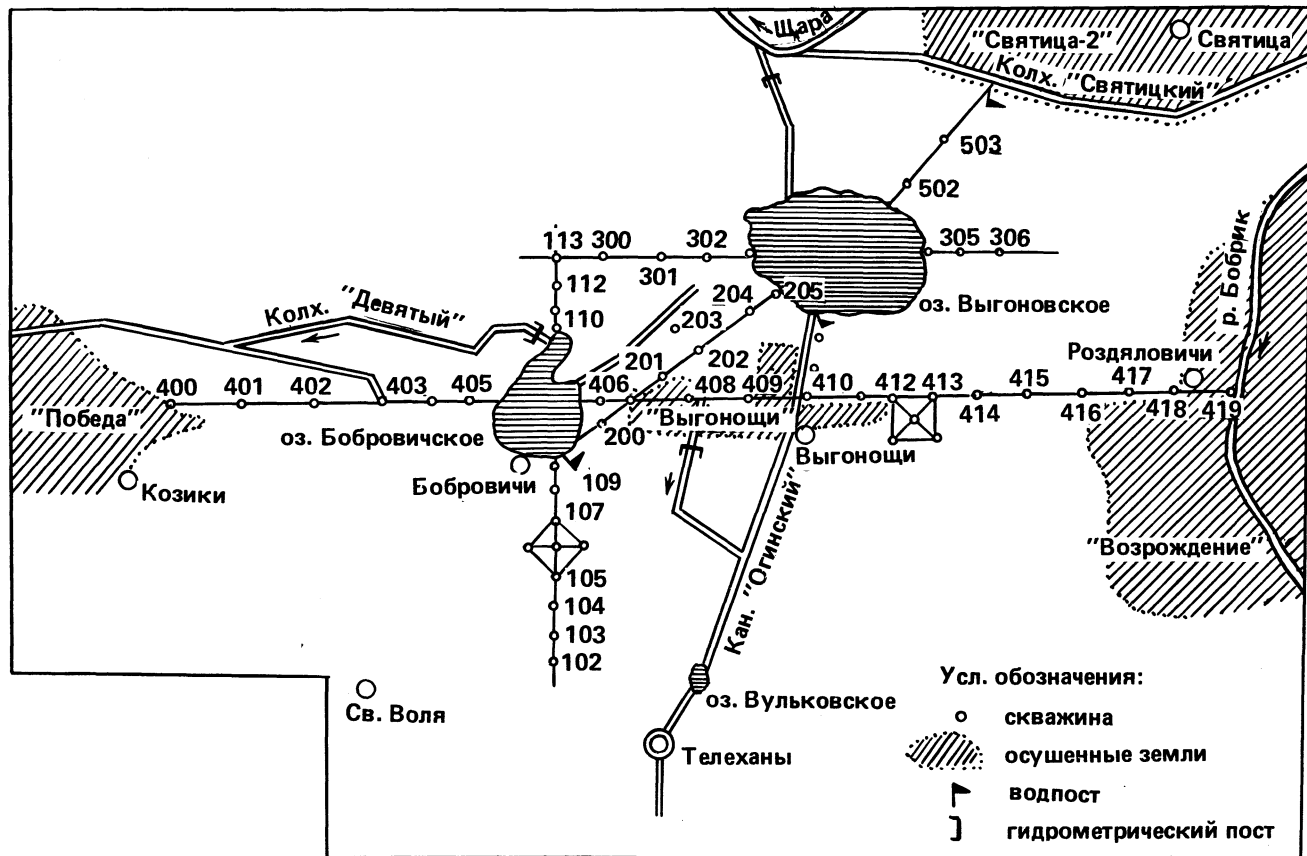 Щара
"Святица-2"
Святица
Колх. "Святицкий"
503
502
р. Бобрик
113
300
302
305
306
301
112
204
205
оз. Выгоновское
Колх. "Девятый"
110
203
Роздяловичи
201
202
400
401
402
403
405
406
408
409
410
412
413
415
417
414
416
418
419
"Победа"
оз. Бобровичское
200
"Выгонощи"
Выгонощи
Козики
Бобровичи
109
107
"Возрождение"
105
104
103
102
Кан. "Огинский"
Св. Воля
оз. Вульковское
Телеханы
Усл. обозначения:
скважина
осушенные земли
водпост
гидрометрический пост